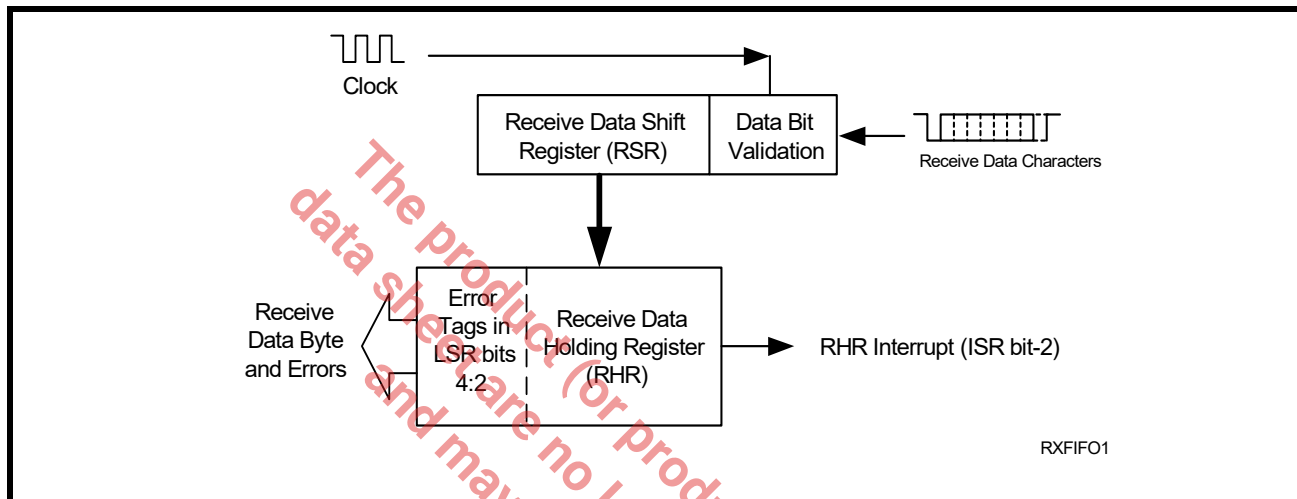 Clock
Receive Data Shift
Register (RSR)
Data Bit
Validation
Receive Data Characters
Receive
Data Byte
and Errors
Error
Tags in
LSR bits
4:2
Receive Data
Holding Register
(RHR)
RHR Interrupt (ISR bit-2)
RXFIFO1
The product (or
data sheet are no
and may